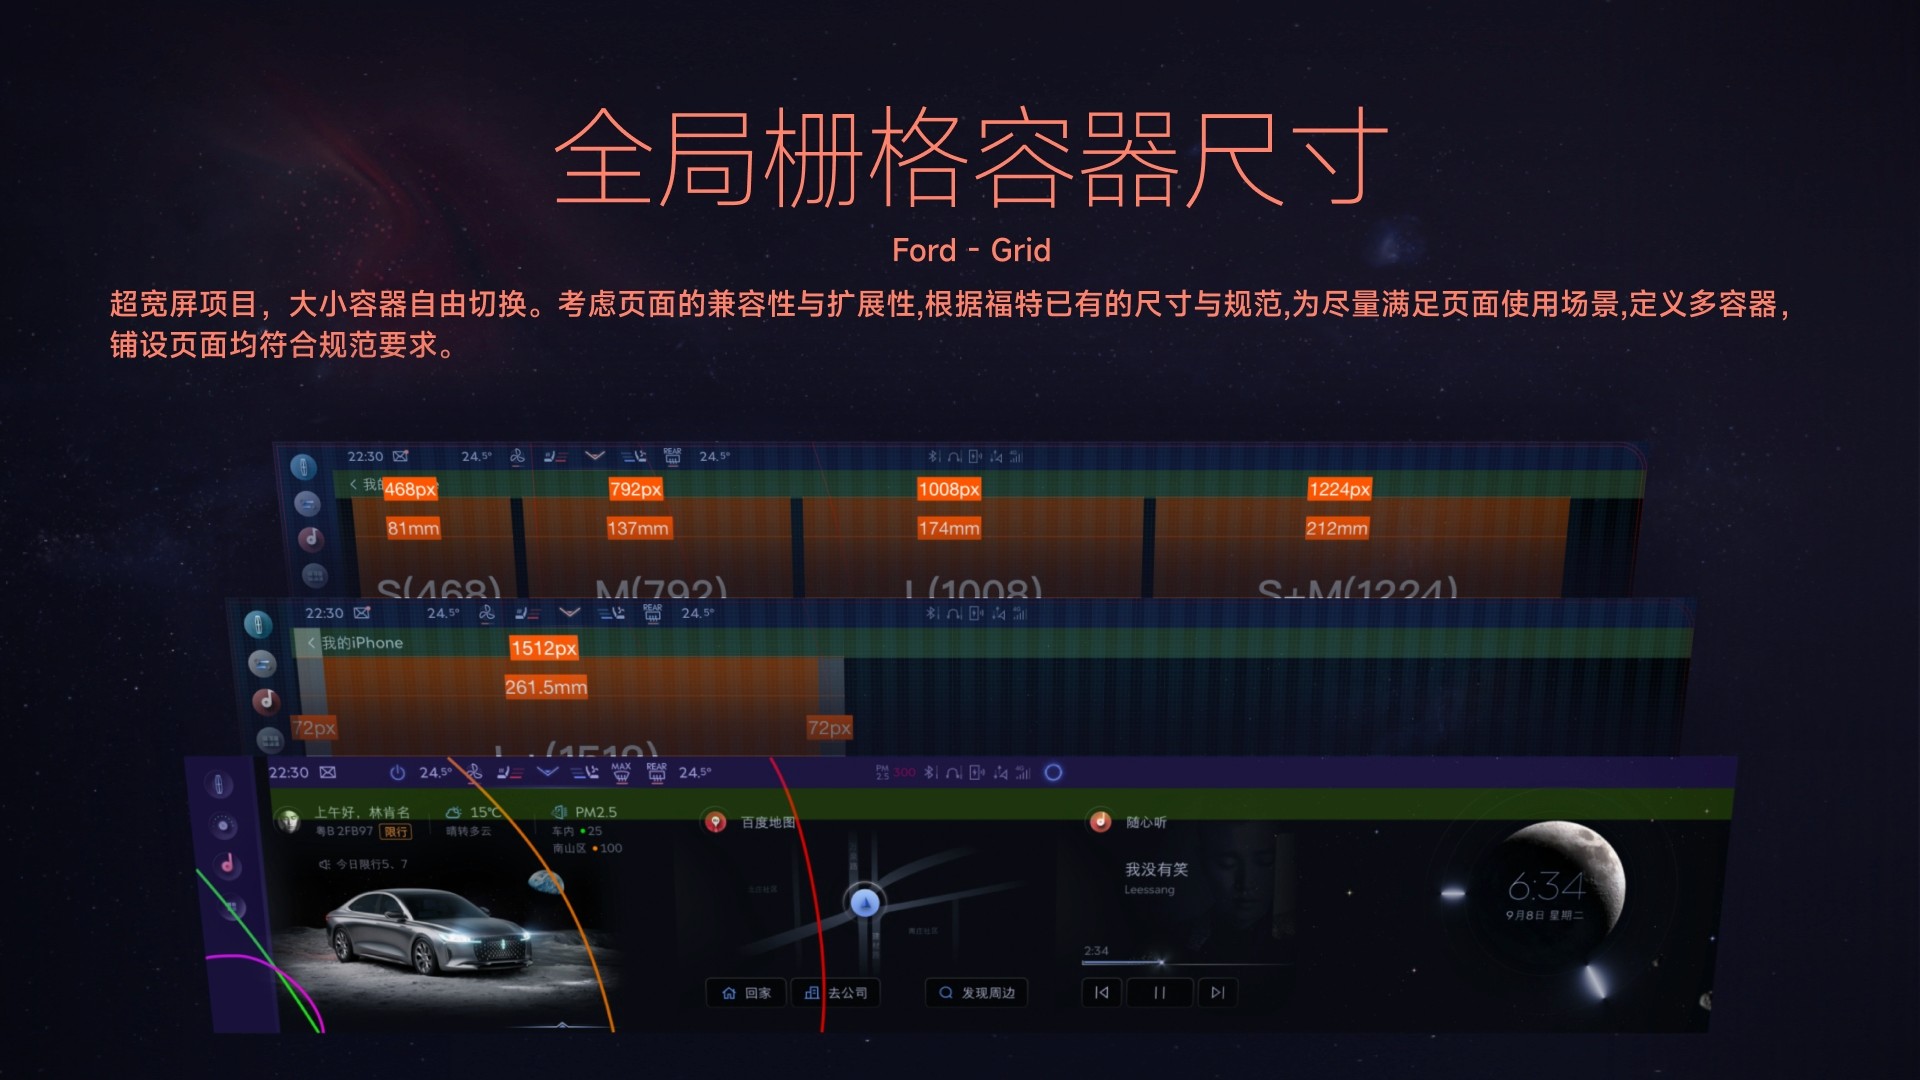 全局栅格容器尺寸
Ford - Grid
超宽屏项目，大小容器自由切换。考虑页面的兼容性与扩展性,根据福特已有的尺寸与规范,为尽量满足页面使用场景,定义多容器，
铺设页面均符合规范要求。
22:30 24.5° REAR 24.5° 4G
< 我的
468px 792px 1008px 1224px
81mm 137mm 174mm 212mm
S(468) M(792) L(1008) S+M(1224)
22:30 24.5° REAR 24.5° 4G
< 我的iPhone
1512px
261.5mm
72px 72px
L+(1512)
22:30 24.5° MAX REAR 24.5° PM2.5 300 4G
上午好，林肯名 15℃ PM2.5
粤B 2FB97 限行 晴转多云 车内 25
南山区 100
今日限行5、7
百度地图
回家 去公司 发现周边
随心听
我没有笑
Leessang
2:34
6:34
9月8日 星期二